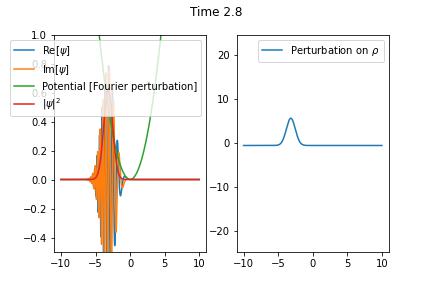 Time 2.8
Re[ψ]
Im[ψ]
Potential [Fourier perturbation]
|ψ|²
1.0
0.8
0.6
0.4
0.2
0.0
−0.2
−0.4
−10 −5 0 5 10
Perturbation on ρ
20
10
0
−10
−20
−10 −5 0 5 10